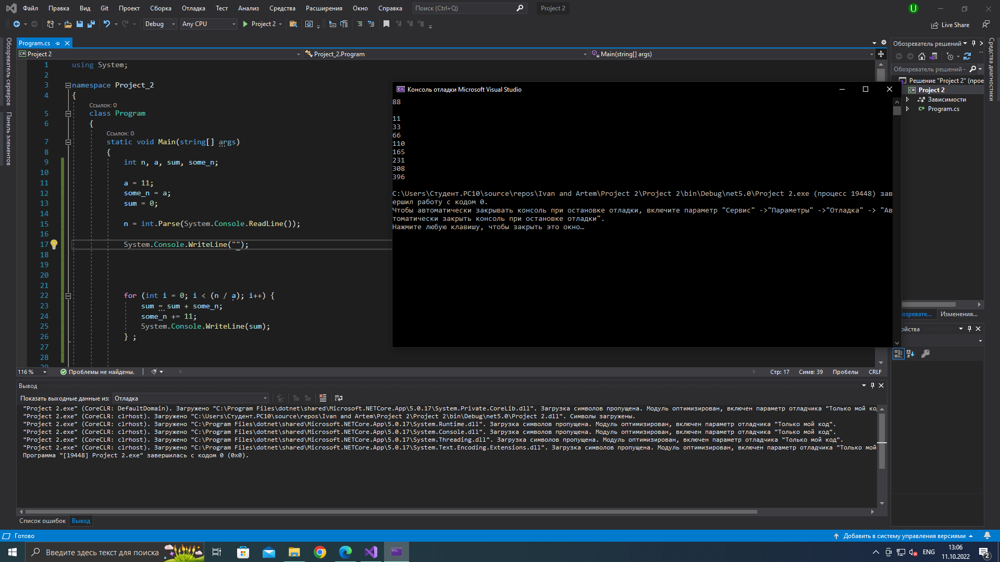 Файл Правка Вид Git Проект Сборка Отладка Тест Анализ Средства Расширения Окно Справка Поиск (Ctrl+Q) Project 2 U
Debug Any CPU Project 2 Live Share
Обозреватель серверов
Панель элементов
Program.cs
Project 2 Project_2.Program Main(string[] args)
1 using System;
2
3 namespace Project_2
4 {
Ссылок: 0
5 class Program
6 {
Ссылок: 0
7 static void Main(string[] args)
8 {
9 int n, a, sum, some_n;
10
11 a = 11;
12 some_n = a;
13 sum = 0;
14
15 n = int.Parse(System.Console.ReadLine());
16
17 System.Console.WriteLine("");
18
19
20
21
22 for (int i = 0; i < (n / a); i++) {
23 sum = sum + some_n;
24 some_n += 11;
25 System.Console.WriteLine(sum);
26 } ;
27
28
29
116 % Проблемы не найдены. Стр: 17 Симв: 39 Пробелы CRLF
Консоль отладки Microsoft Visual Studio
88
11
33
66
110
165
231
308
396
C:\Users\Студент.PC10\source\repos\Ivan and Artem\Project 2\Project 2\bin\Debug\net5.0\Project 2.exe (процесс 19448) зав
ершил работу с кодом 0.
Чтобы автоматически закрывать консоль при остановке отладки, включите параметр "Сервис" ->"Параметры" ->"Отладка" -> "Ав
томатически закрыть консоль при остановке отладки".
Нажмите любую клавишу, чтобы закрыть это окно…
Обозреватель решений
Обозреватель решений -
Решение "Project 2" (прое
Project 2
Зависимости
Program.cs
озревате... Изменения...
ойства
Средства диагностики
Вывод
Показать выходные данные из: Отладка
"Project 2.exe" (CoreCLR: DefaultDomain). Загружено "C:\Program Files\dotnet\shared\Microsoft.NETCore.App\5.0.17\System.Private.CoreLib.dll". Загрузка символов пропущена. Модуль оптимизирован, включен параметр отладчика "Только мой код
"Project 2.exe" (CoreCLR: clrhost). Загружено "C:\Users\Студент.PC10\source\repos\Ivan and Artem\Project 2\Project 2\bin\Debug\net5.0\Project 2.dll". Символы загружены.
"Project 2.exe" (CoreCLR: clrhost). Загружено "C:\Program Files\dotnet\shared\Microsoft.NETCore.App\5.0.17\System.Runtime.dll". Загрузка символов пропущена. Модуль оптимизирован, включен параметр отладчика "Только мой код".
"Project 2.exe" (CoreCLR: clrhost). Загружено "C:\Program Files\dotnet\shared\Microsoft.NETCore.App\5.0.17\System.Console.dll". Загрузка символов пропущена. Модуль оптимизирован, включен параметр отладчика "Только мой код".
"Project 2.exe" (CoreCLR: clrhost). Загружено "C:\Program Files\dotnet\shared\Microsoft.NETCore.App\5.0.17\System.Threading.dll". Загрузка символов пропущена. Модуль оптимизирован, включен параметр отладчика "Только мой код".
"Project 2.exe" (CoreCLR: clrhost). Загружено "C:\Program Files\dotnet\shared\Microsoft.NETCore.App\5.0.17\System.Text.Encoding.Extensions.dll". Загрузка символов пропущена. Модуль оптимизирован, включен параметр отладчика "Только мой
Программа "[19448] Project 2.exe" завершилась с кодом 0 (0x0).
Список ошибок Вывод
Готово Добавить в систему управления версиями
Введите здесь текст для поиска ENG 13:06
11.10.2022 2